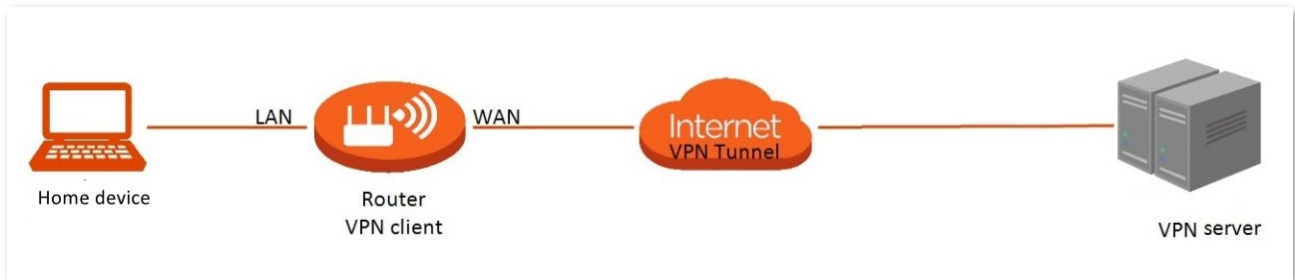 LAN
WAN
Internet
VPN Tunnel
Home device
Router
VPN client
VPN server